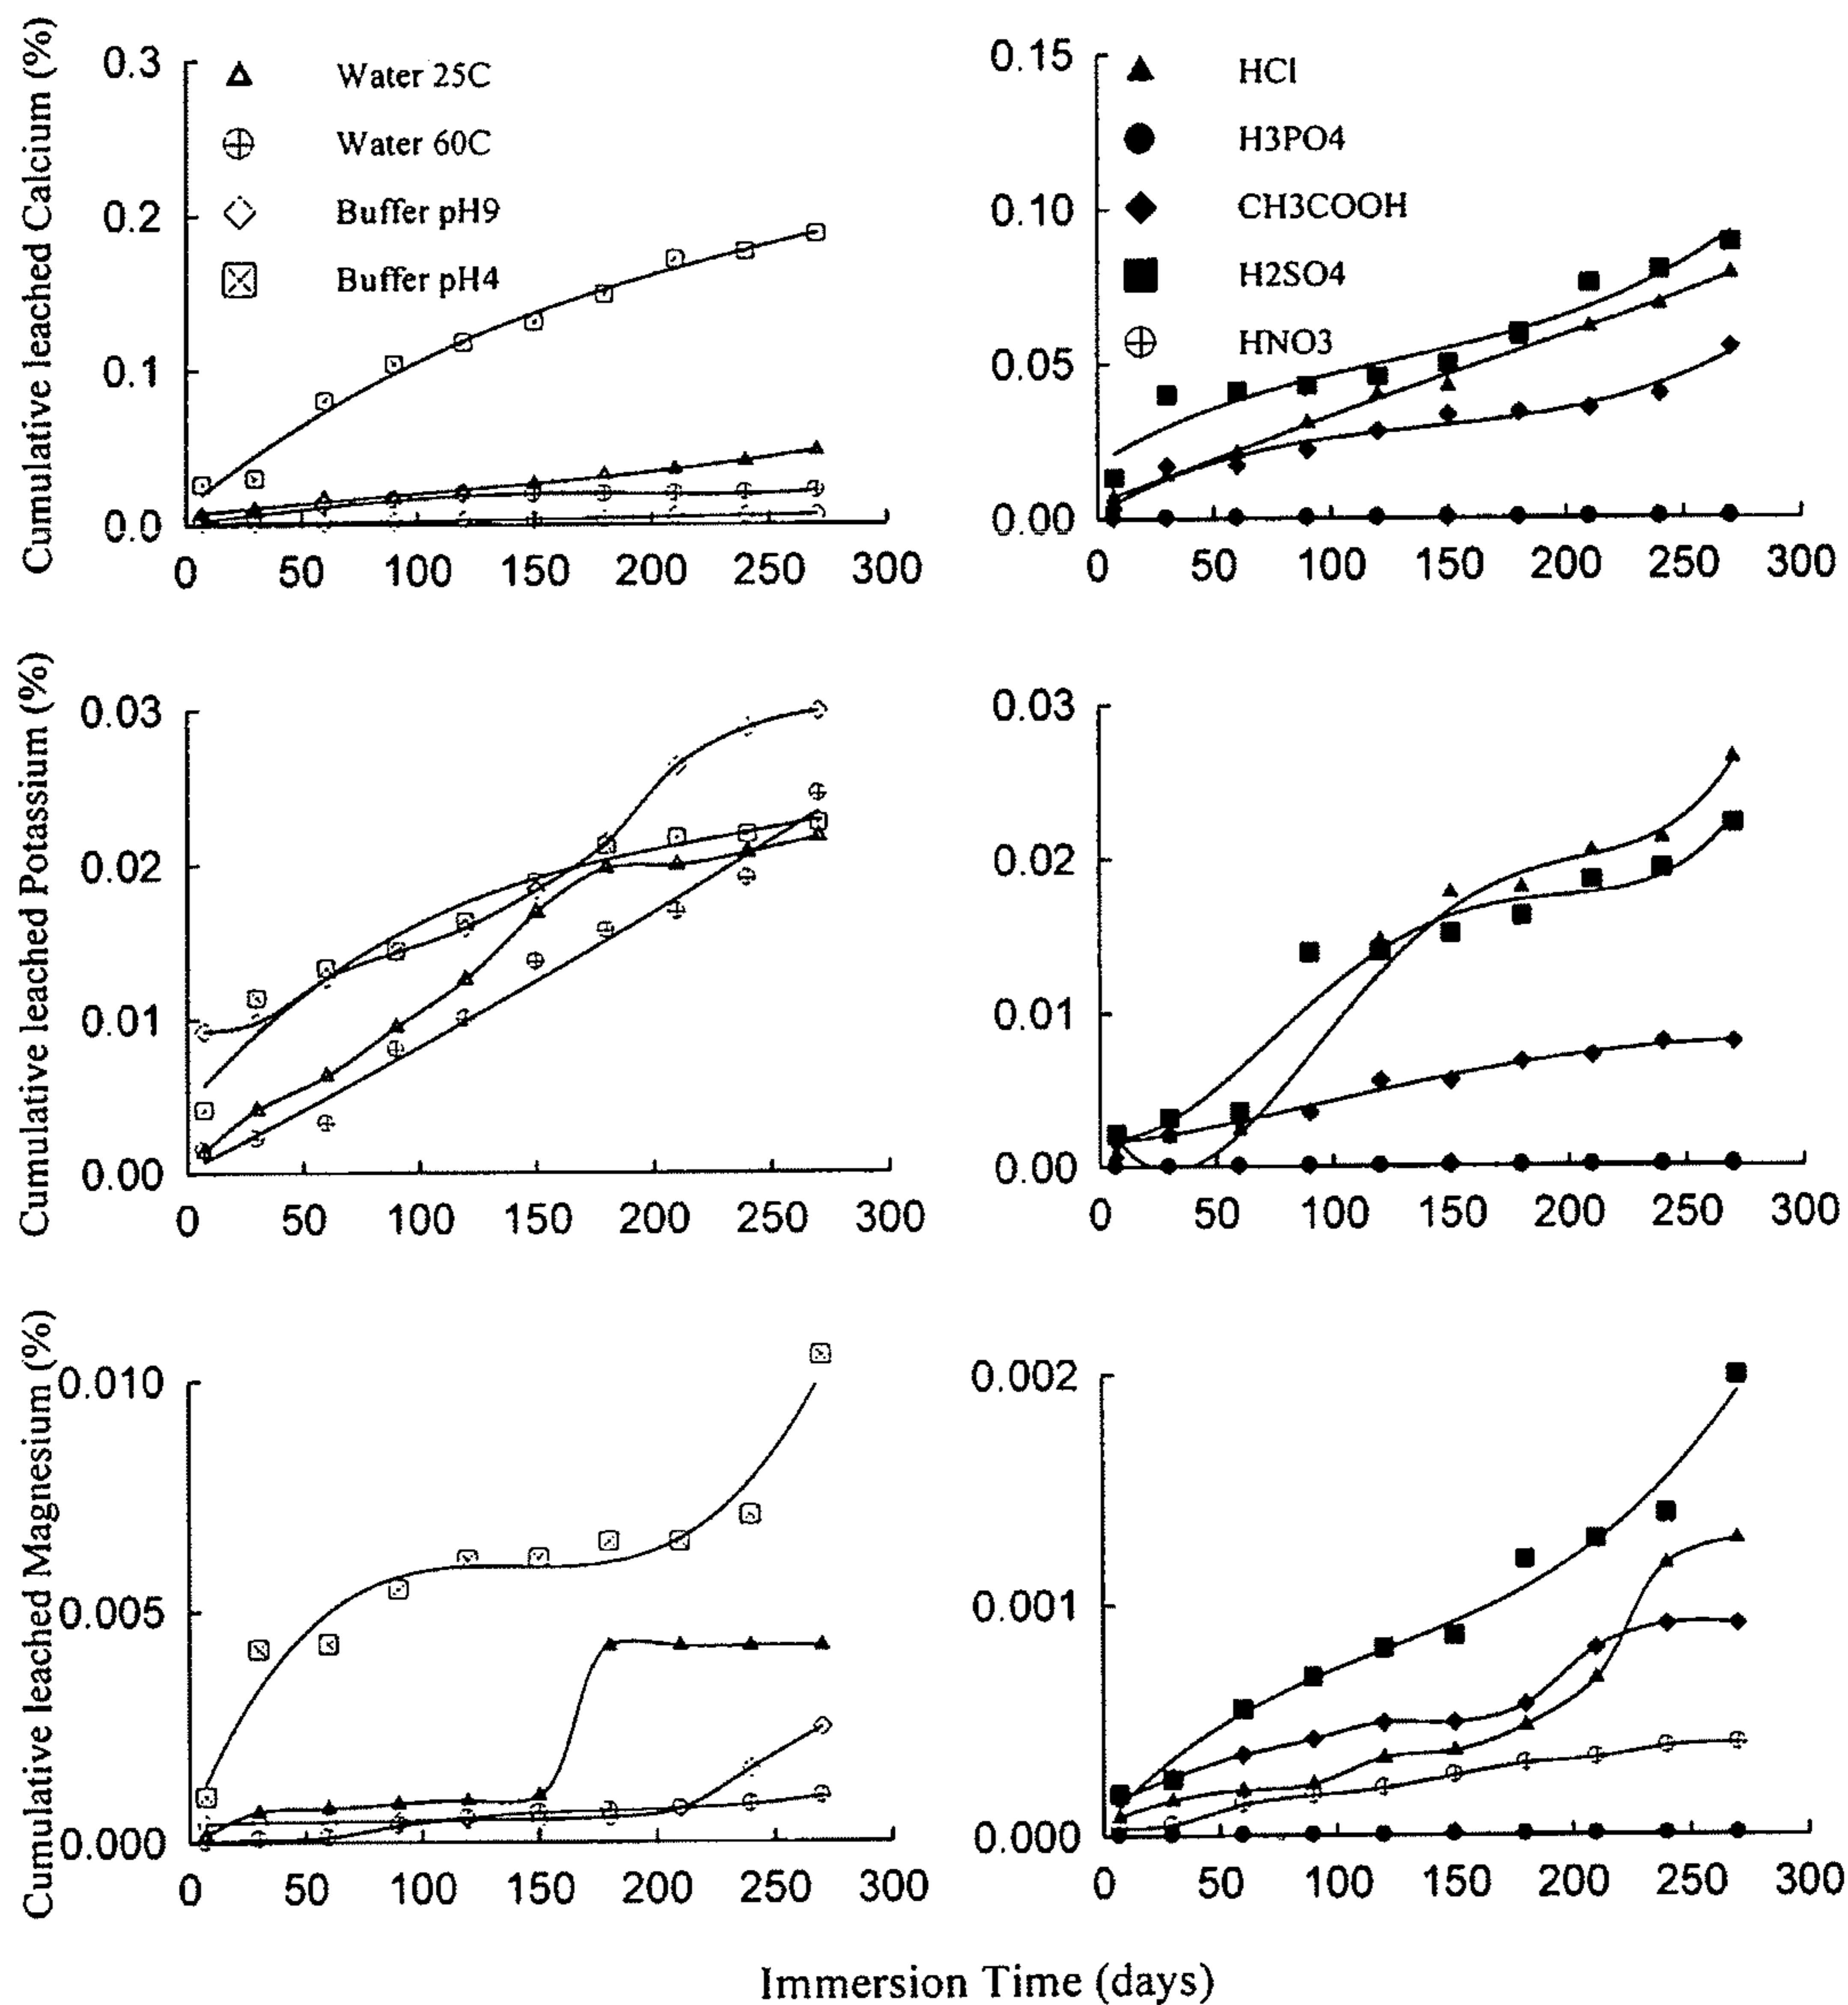 Cumulative leached Calcium (%)
0.3
0.2
0.1
0.0
Water 25C
Water 60C
Buffer pH9
Buffer pH4
0 50 100 150 200 250 300
0.15
0.10
0.05
0.00
HCl
H3PO4
CH3COOH
H2SO4
HNO3
0 50 100 150 200 250 300
Cumulative leached Potassium (%)
0.03
0.02
0.01
0.00
0 50 100 150 200 250 300
0.03
0.02
0.01
0.00
0 50 100 150 200 250 300
Cumulative leached Magnesium (%)
0.010
0.005
0.000
0 50 100 150 200 250 300
0.002
0.001
0.000
0 50 100 150 200 250 300
Immersion Time (days)